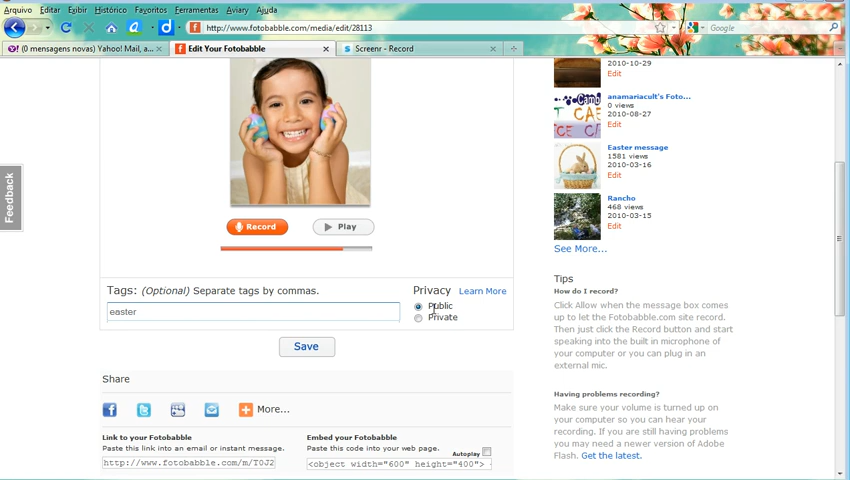 Arquivo Editar Exibir Histórico Favoritos Ferramentas Aviary Ajuda
http://www.fotobabble.com/media/edit/28113
Google
(0 mensagens novas) Yahoo! Mail, a...
Edit Your Fotobabble
Screenr - Record
2010-10-29
Edit
anamariacult's Foto...
0 views
2010-08-27
Edit
Easter message
1581 views
2010-03-16
Edit
Rancho
468 views
2010-03-15
Edit
See More...
Feedback
Record
Play
Tags: (Optional) Separate tags by commas.
easter
Privacy Learn More
Public
Private
Save
Share
More...
Link to your Fotobabble
Paste this link into an email or instant message.
http://www.fotobabble.com/m/T0J2
Embed your Fotobabble
Paste this code into your web page.
Autoplay
<object width="600" height="400">
Tips
How do I record?
Click Allow when the message box comes
up to let the Fotobabble.com site record.
Then just click the Record button and start
speaking into the built in microphone of
your computer or you can plug in an
external mic.
Having problems recording?
Make sure your volume is turned up on
your computer so you can hear your
recording. If you are still having problems
you may need a newer version of Adobe
Flash. Get the latest.